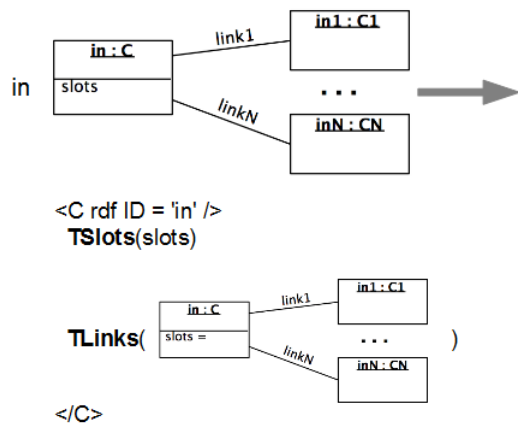 in
in : C
slots
link1
linkN
in1 : C1
...
inN : CN
<C rdf ID = 'in' />
TSlots(slots)
TLinks(
in : C
slots =
link1
linkN
in1 : C1
...
inN : CN
)
</C>